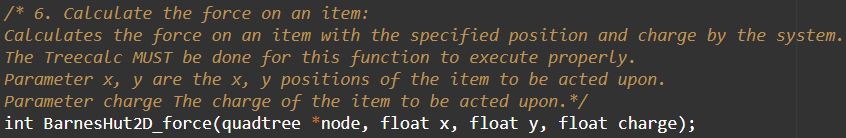 /* 6. Calculate the force on an item:
Calculates the force on an item with the specified position and charge by the system.
The Treecalc MUST be done for this function to execute properly.
Parameter x, y are the x, y positions of the item to be acted upon.
Parameter charge The charge of the item to be acted upon.*/
int BarnesHut2D_force(quadtree *node, float x, float y, float charge);